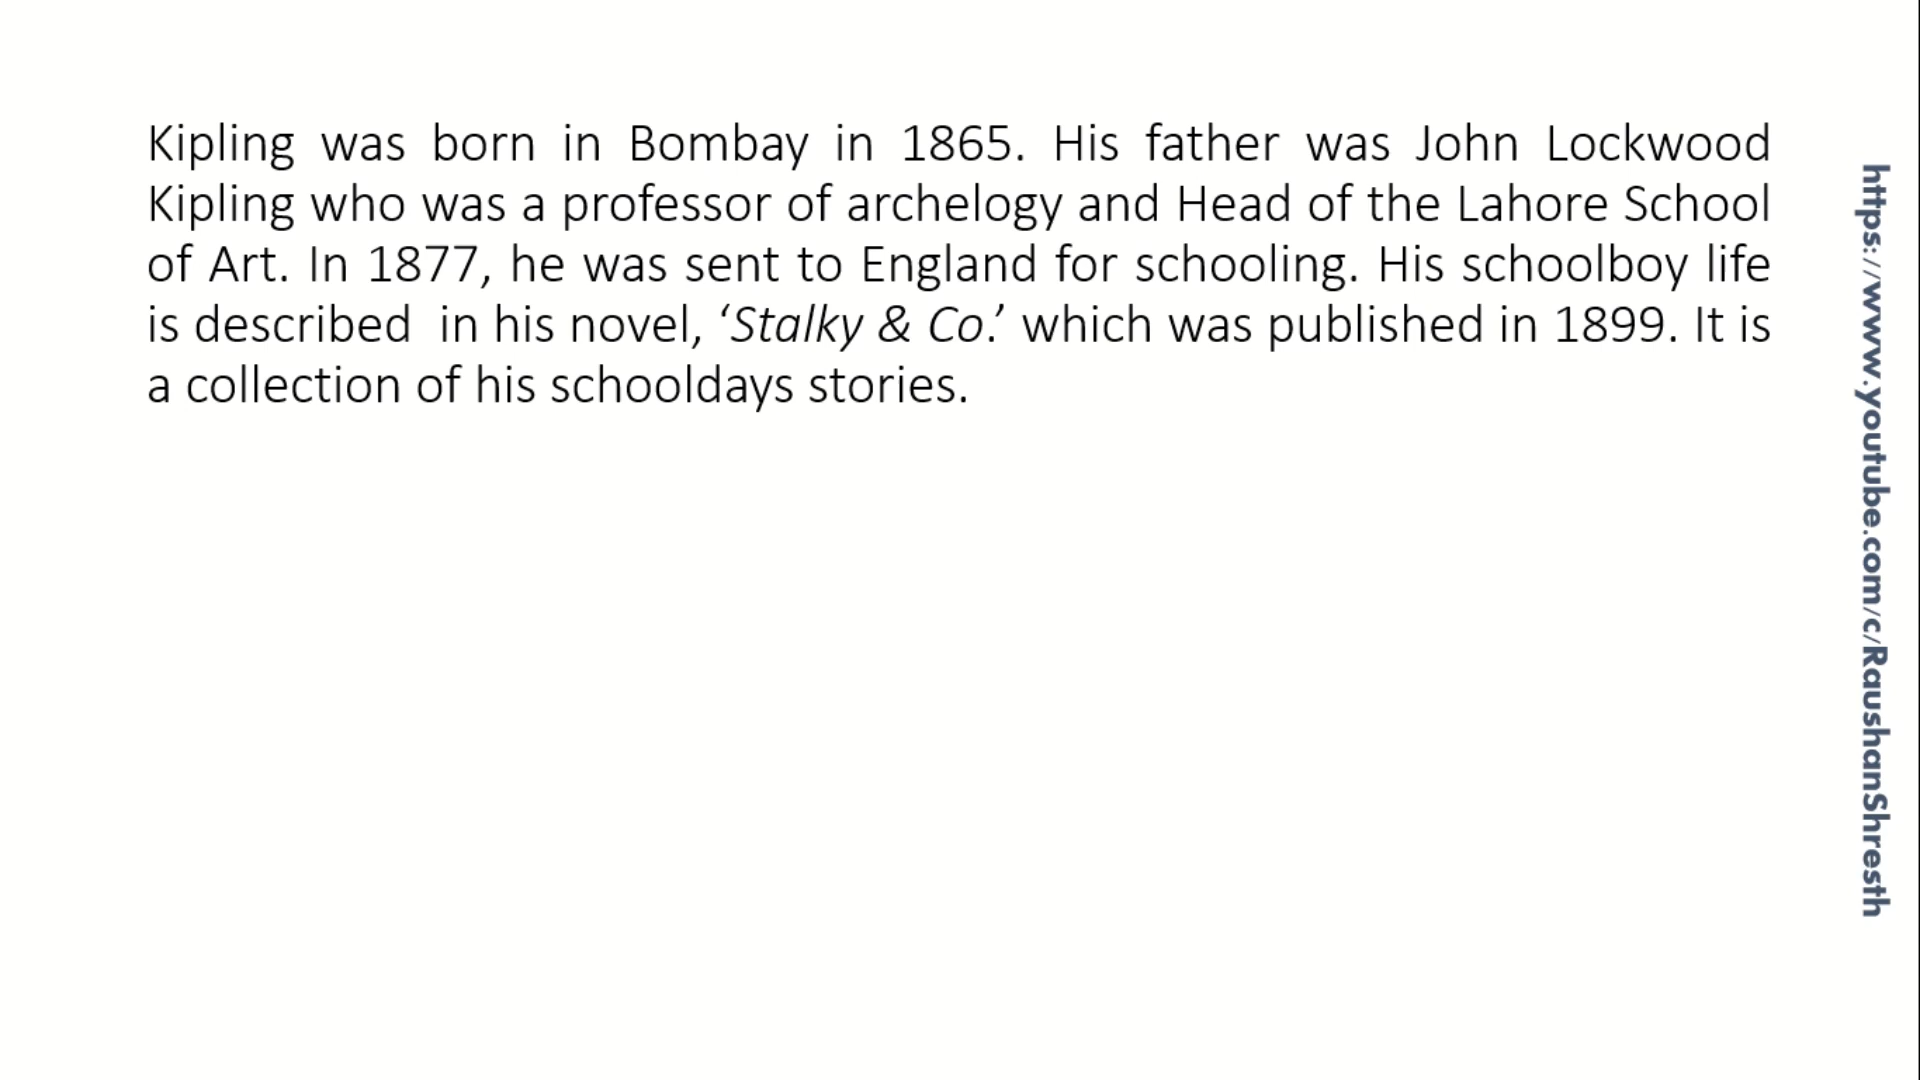 Kipling was born in Bombay in 1865. His father was John Lockwood
Kipling who was a professor of archelogy and Head of the Lahore School
of Art. In 1877, he was sent to England for schooling. His schoolboy life
is described  in his novel, ‘Stalky & Co.’ which was published in 1899. It is
a collection of his schooldays stories.
https://www.youtube.com/c/RaushanShresth